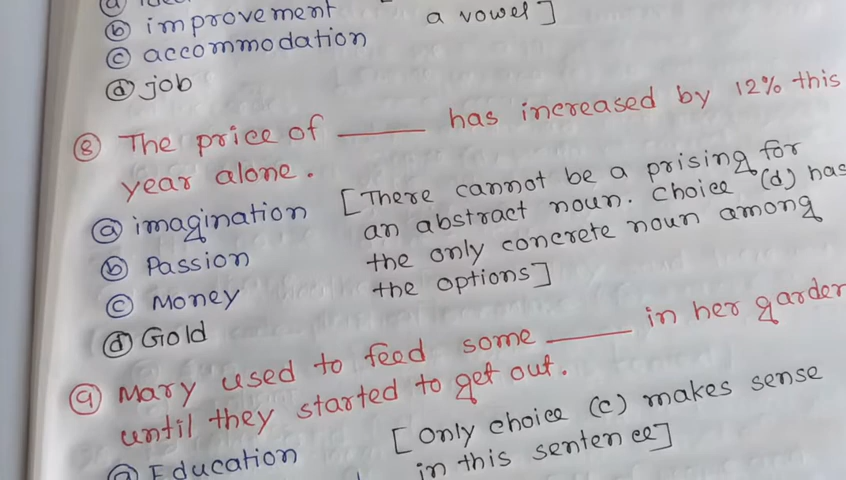 ⓑ improvement
a vowel]
ⓒ accommodation
ⓓ job
⑧ The price of _____ has increased by 12% this
year alone.
[There cannot be a prising for
an abstract noun. Choice (d) has
the only concrete noun among
the options]
ⓐ imagination
ⓑ Passion
ⓒ Money
ⓓ Gold
⑨ Mary used to feed some _____ in her garden
until they started to get out.
[Only choice (c) makes sense
in this sentence]
ⓐ Education